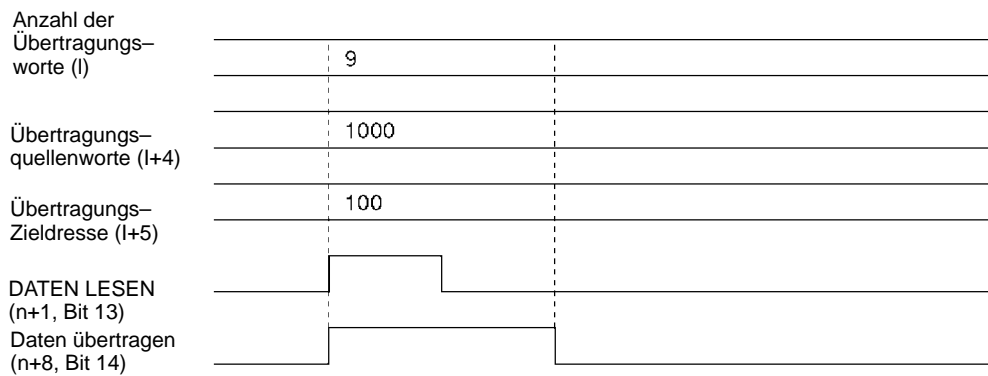 Anzahl der
Übertragungs–
worte (l)
9
Übertragungs–
quellenworte (l+4)
1000
Übertragungs–
Zieldresse (l+5)
100
DATEN LESEN
(n+1, Bit 13)
Daten übertragen
(n+8, Bit 14)